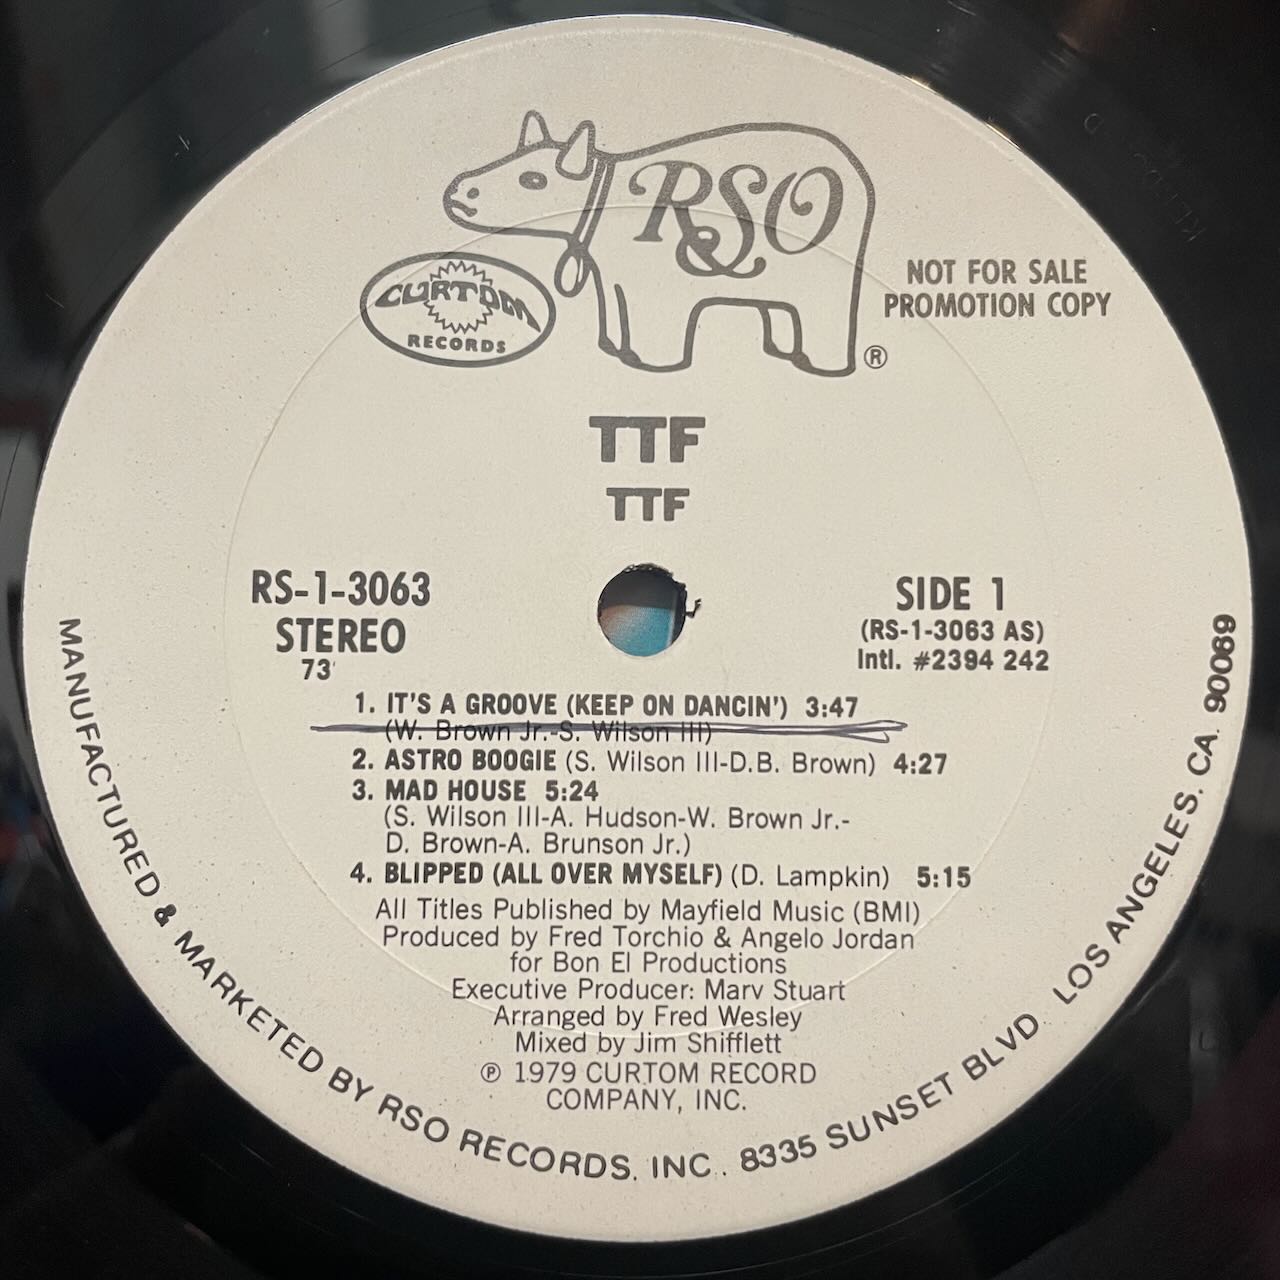 RSO
CURTOM
RECORDS
®
NOT FOR SALE
PROMOTION COPY
TTF
TTF
RS-1-3063
STEREO
73'
SIDE 1
(RS-1-3063 AS)
Intl. #2394 242
1. IT'S A GROOVE (KEEP ON DANCIN') 3:47
(W. Brown Jr.-S. Wilson III)
2. ASTRO BOOGIE (S. Wilson III-D.B. Brown) 4:27
3. MAD HOUSE 5:24
(S. Wilson III-A. Hudson-W. Brown Jr.-
D. Brown-A. Brunson Jr.)
4. BLIPPED (ALL OVER MYSELF) (D. Lampkin) 5:15
All Titles Published by Mayfield Music (BMI)
Produced by Fred Torchio & Angelo Jordan
for Bon El Productions
Executive Producer: Marv Stuart
Arranged by Fred Wesley
Mixed by Jim Shifflett
℗ 1979 CURTOM RECORD
COMPANY, INC.
MANUFACTURED & MARKETED BY RSO RECORDS, INC., 8335 SUNSET BLVD. LOS ANGELES, CA. 90069